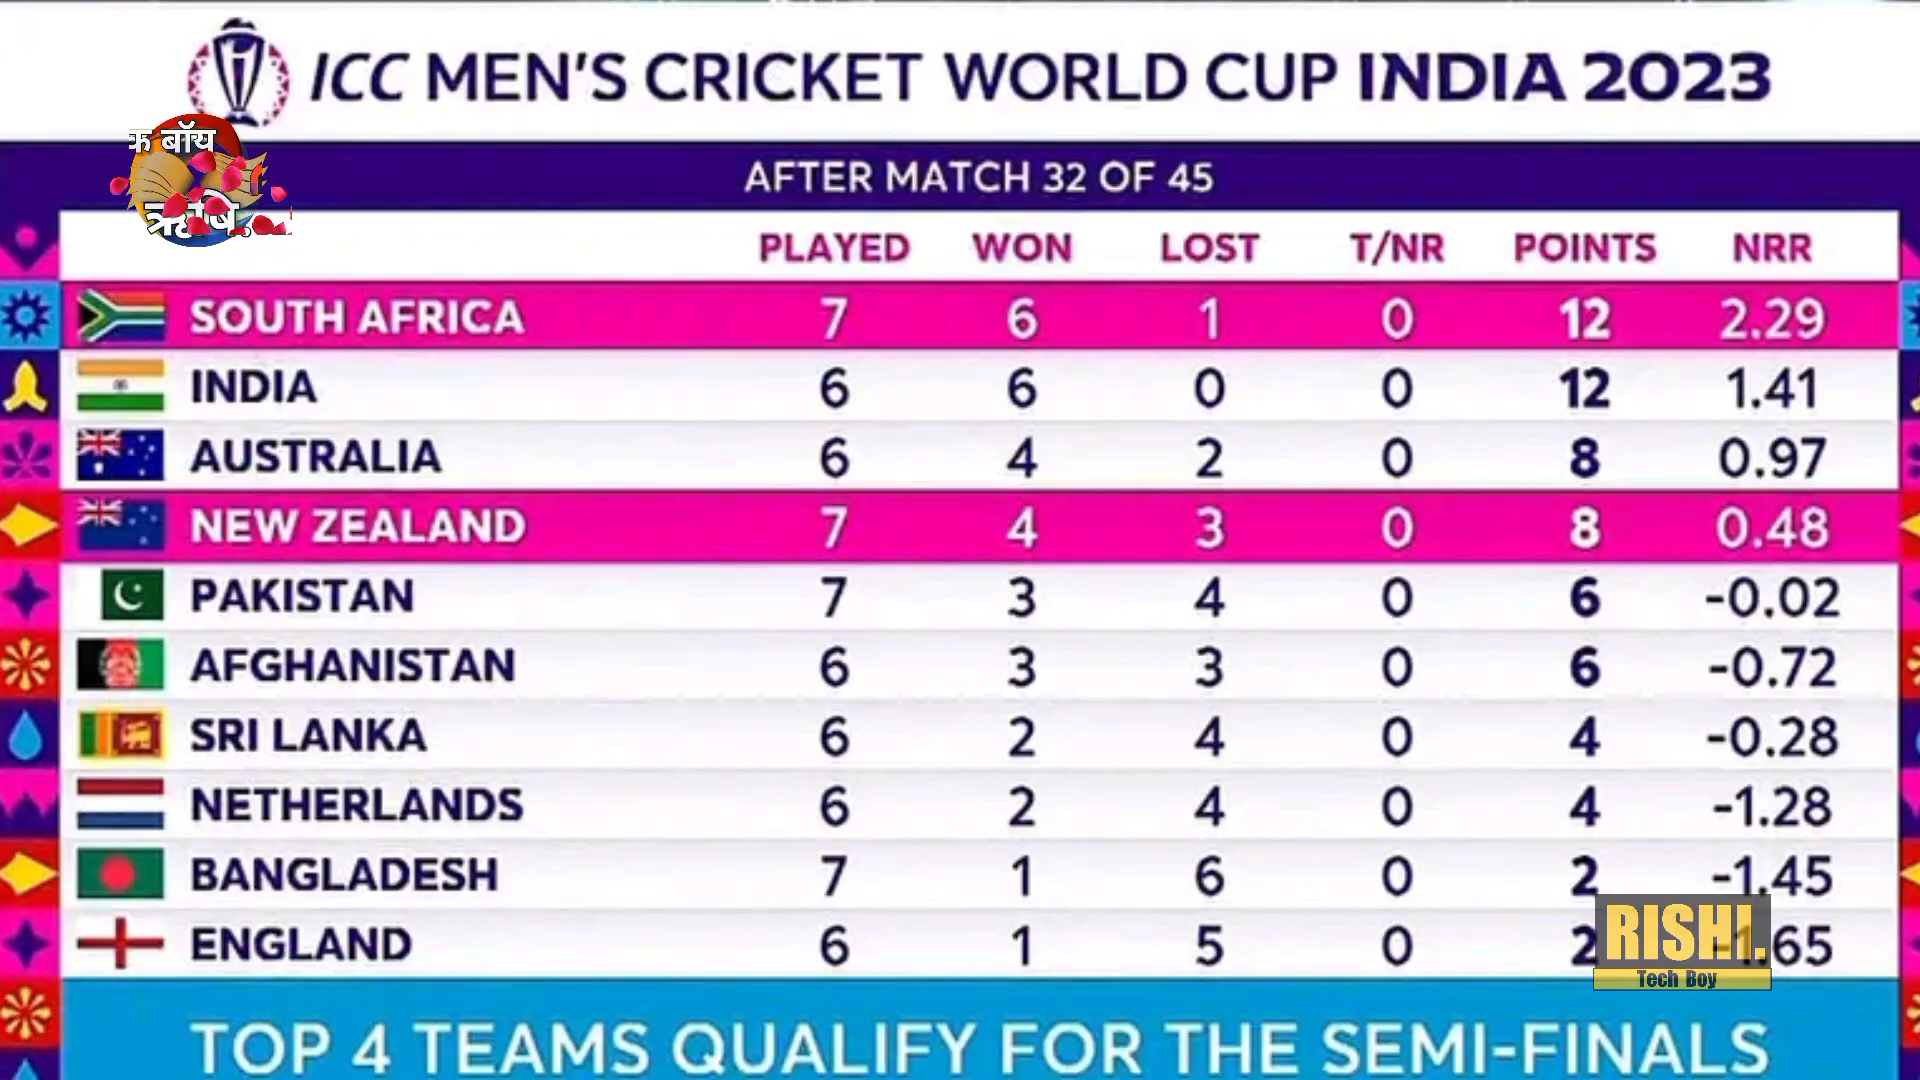 ICC MEN'S CRICKET WORLD CUP INDIA 2023
क बॉय
ऋषि.
AFTER MATCH 32 OF 45
PLAYED WON LOST T/NR POINTS NRR
SOUTH AFRICA 7 6 1 0 12 2.29
INDIA 6 6 0 0 12 1.41
AUSTRALIA 6 4 2 0 8 0.97
NEW ZEALAND 7 4 3 0 8 0.48
PAKISTAN 7 3 4 0 6 -0.02
AFGHANISTAN 6 3 3 0 6 -0.72
SRI LANKA 6 2 4 0 4 -0.28
NETHERLANDS 6 2 4 0 4 -1.28
BANGLADESH 7 1 6 0 2 -1.45
ENGLAND 6 1 5 0 2 -1.65
RISHI.
Tech Boy
TOP 4 TEAMS QUALIFY FOR THE SEMI-FINALS